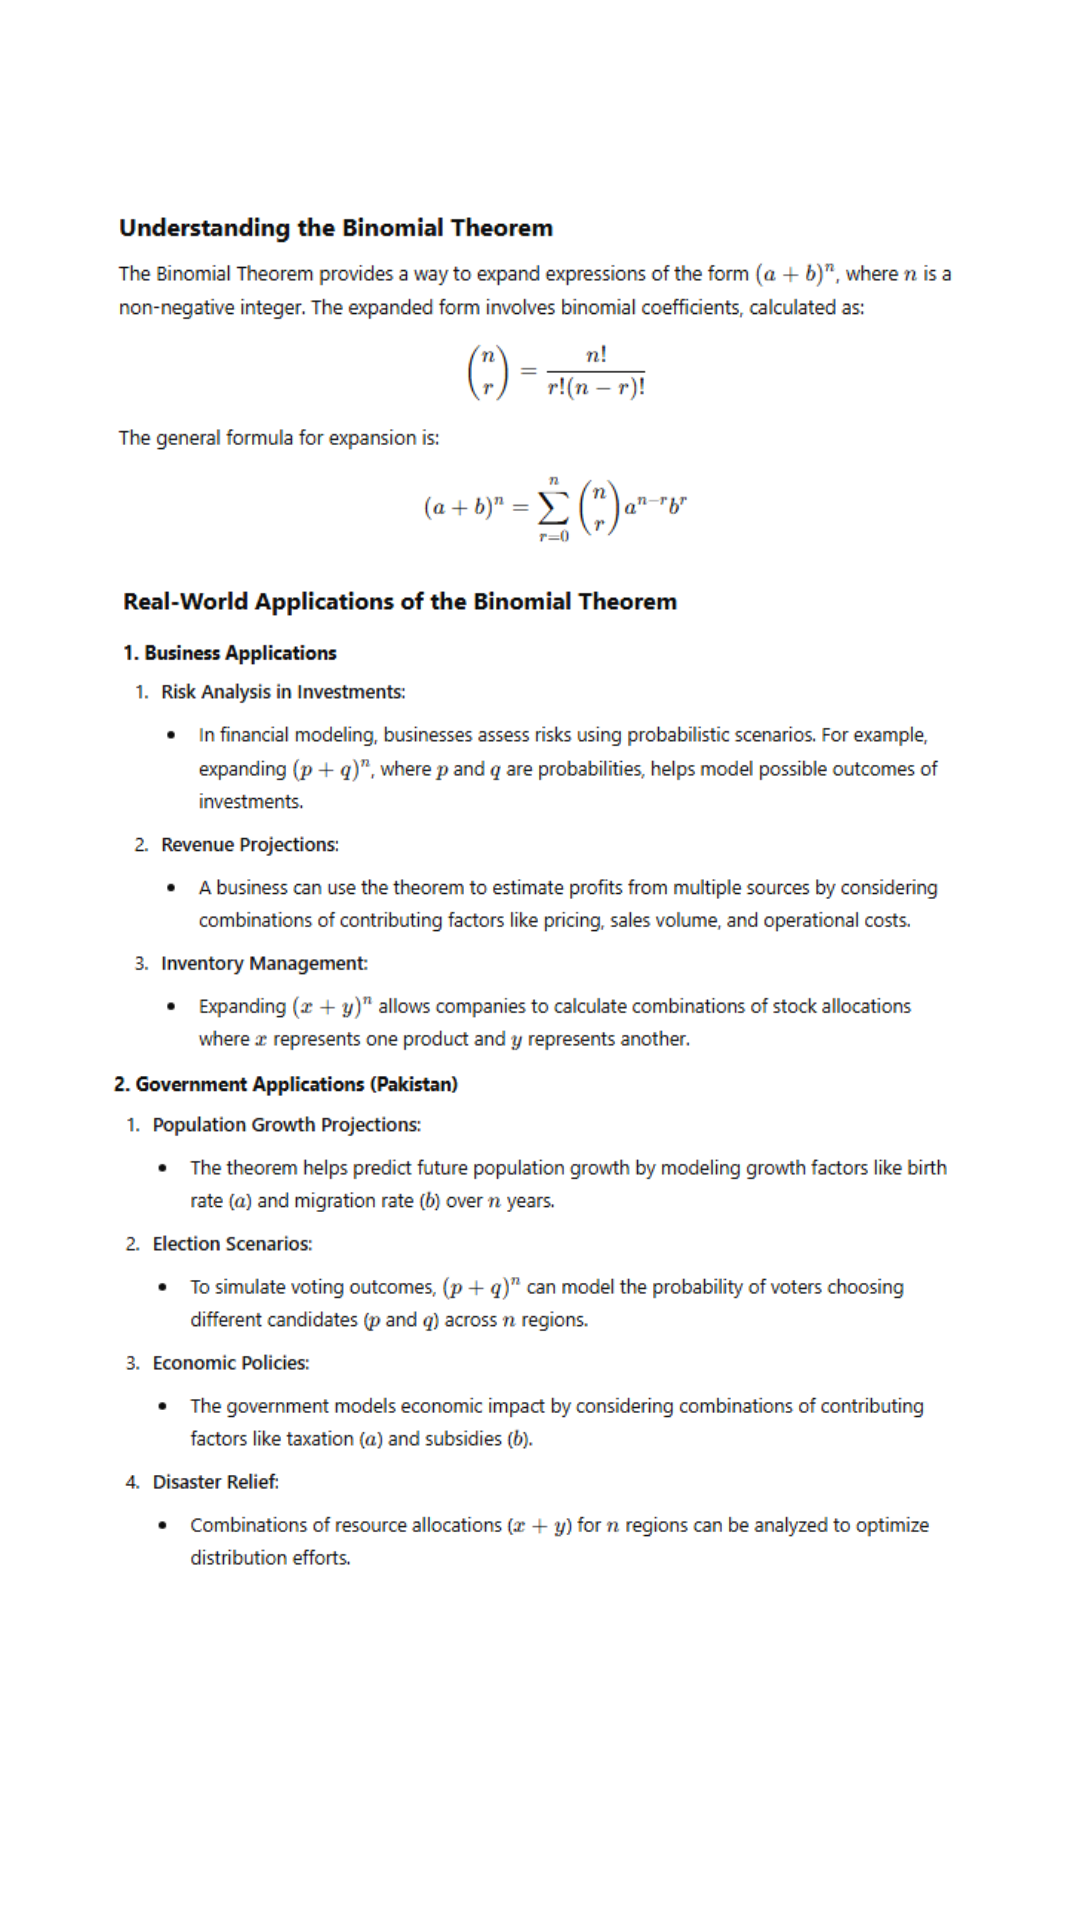 Understanding the Binomial Theorem
The Binomial Theorem provides a way to expand expressions of the form (a + b)ⁿ, where n is a
non-negative integer. The expanded form involves binomial coefficients, calculated as:
(n r) = n! / r!(n − r)!
The general formula for expansion is:
(a + b)ⁿ = ∑ r=0 n (n r) aⁿ⁻ʳbʳ
Real-World Applications of the Binomial Theorem
1. Business Applications
1. Risk Analysis in Investments:
• In financial modeling, businesses assess risks using probabilistic scenarios. For example,
expanding (p + q)ⁿ, where p and q are probabilities, helps model possible outcomes of
investments.
2. Revenue Projections:
• A business can use the theorem to estimate profits from multiple sources by considering
combinations of contributing factors like pricing, sales volume, and operational costs.
3. Inventory Management:
• Expanding (x + y)ⁿ allows companies to calculate combinations of stock allocations
where x represents one product and y represents another.
2. Government Applications (Pakistan)
1. Population Growth Projections:
• The theorem helps predict future population growth by modeling growth factors like birth
rate (a) and migration rate (b) over n years.
2. Election Scenarios:
• To simulate voting outcomes, (p + q)ⁿ can model the probability of voters choosing
different candidates (p and q) across n regions.
3. Economic Policies:
• The government models economic impact by considering combinations of contributing
factors like taxation (a) and subsidies (b).
4. Disaster Relief:
• Combinations of resource allocations (x + y) for n regions can be analyzed to optimize
distribution efforts.